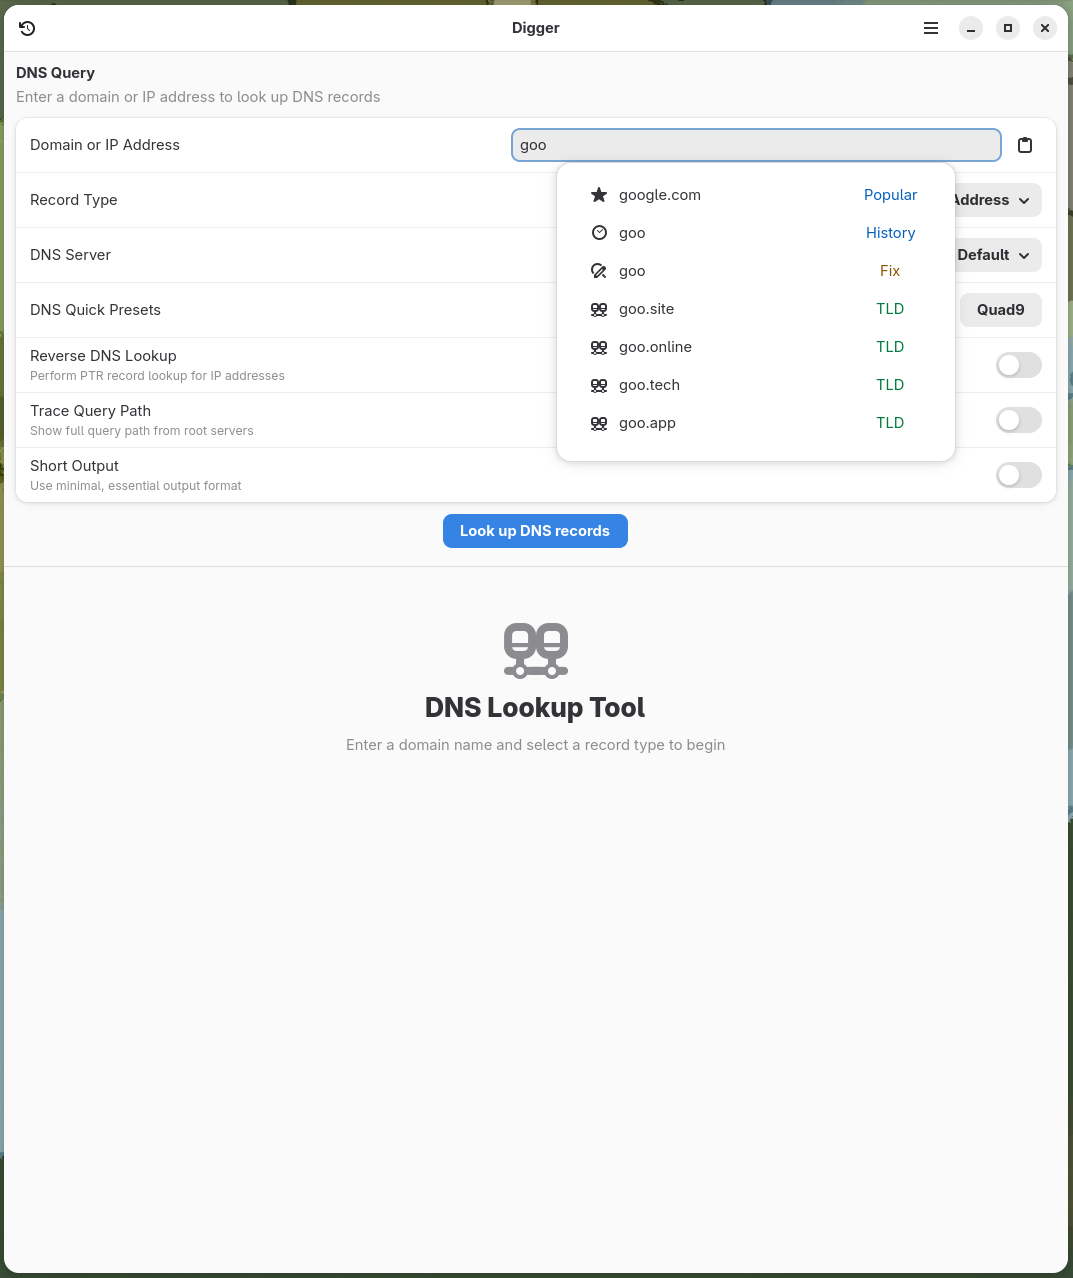 Digger
DNS Query
Enter a domain or IP address to look up DNS records
Domain or IP Address goo
google.com Popular
Record Type Address
goo History
DNS Server Default
goo Fix
DNS Quick Presets Quad9
goo.site TLD
Reverse DNS Lookup
goo.online TLD
Perform PTR record lookup for IP addresses
goo.tech TLD
Trace Query Path
goo.app TLD
Show full query path from root servers
Short Output
Use minimal, essential output format
Look up DNS records
DNS Lookup Tool
Enter a domain name and select a record type to begin